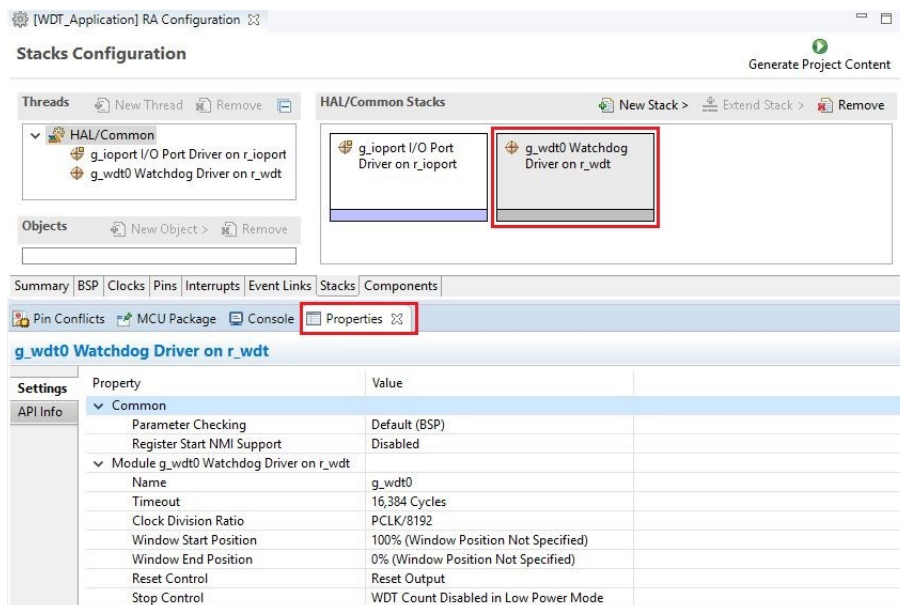 [WDT_Application] RA Configuration
Stacks Configuration
Generate Project Content
Threads
New Thread
Remove
HAL/Common
g_ioport I/O Port Driver on r_ioport
g_wdt0 Watchdog Driver on r_wdt
Objects
New Object >
Remove
HAL/Common Stacks
New Stack >
Extend Stack >
Remove
g_ioport I/O Port
Driver on r_ioport
g_wdt0 Watchdog
Driver on r_wdt
Summary BSP Clocks Pins Interrupts Event Links Stacks Components
Pin Conflicts MCU Package Console Properties
g_wdt0 Watchdog Driver on r_wdt
Settings
API Info
Property Value
Common
Parameter Checking Default (BSP)
Register Start NMI Support Disabled
Module g_wdt0 Watchdog Driver on r_wdt
Name g_wdt0
Timeout 16,384 Cycles
Clock Division Ratio PCLK/8192
Window Start Position 100% (Window Position Not Specified)
Window End Position 0% (Window Position Not Specified)
Reset Control Reset Output
Stop Control WDT Count Disabled in Low Power Mode